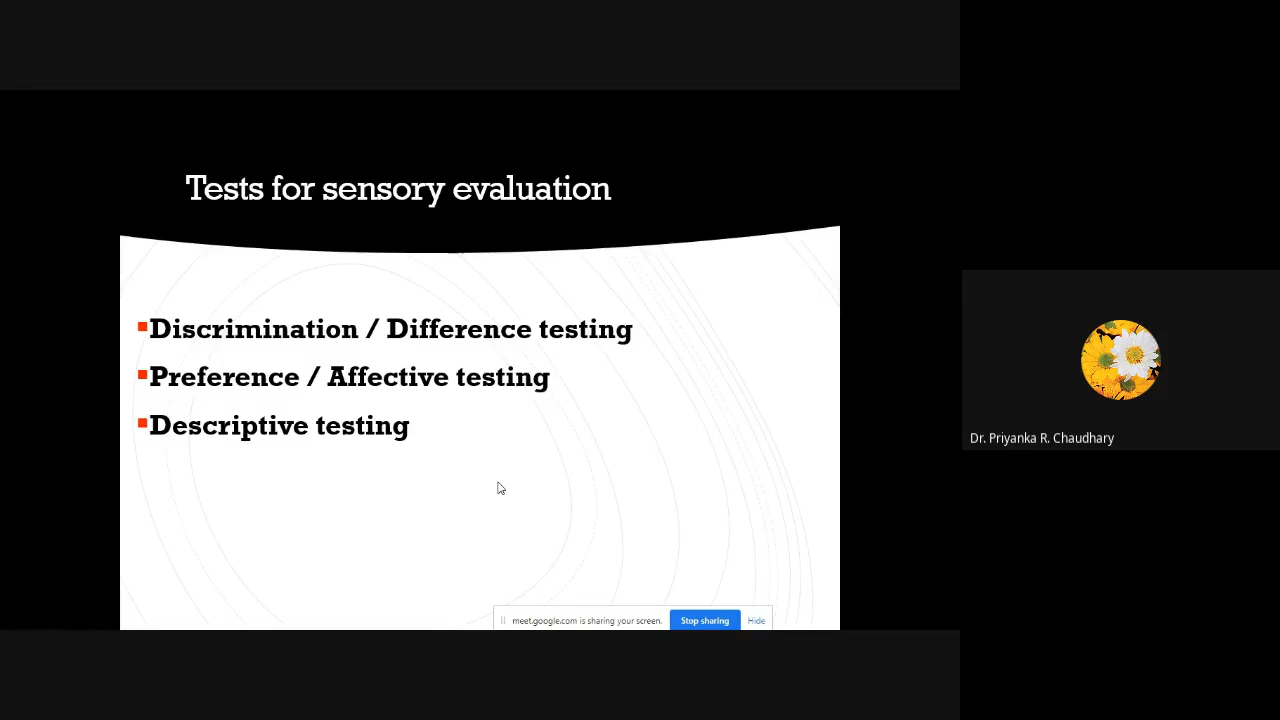 Tests for sensory evaluation
Discrimination / Difference testing
Preference / Affective testing
Descriptive testing
meet.google.com is sharing your screen. Stop sharing Hide
Dr. Priyanka R. Chaudhary